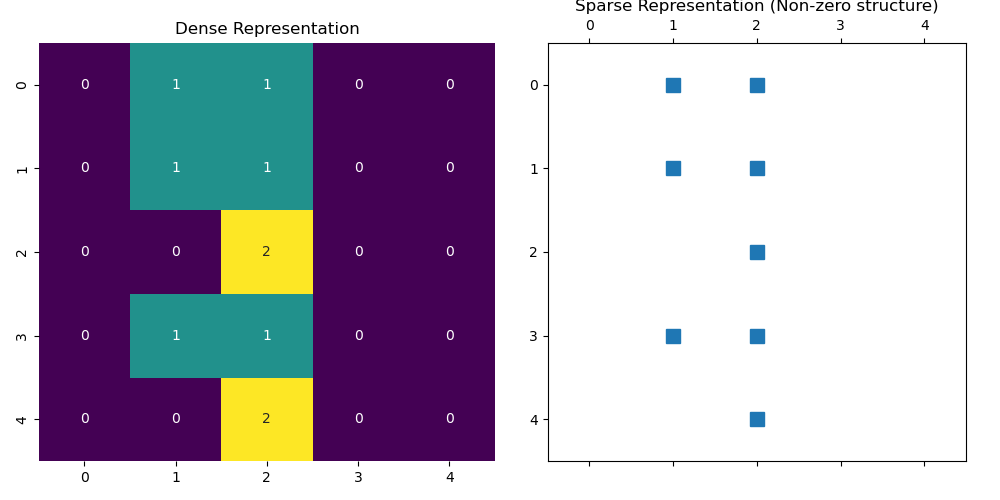 Dense Representation
0 0 1 1 0 0
1 0 1 1 0 0
2 0 0 2 0 0
3 0 1 1 0 0
4 0 0 2 0 0
0 1 2 3 4
Sparse Representation (Non-zero structure)
0 1 2 3 4
0
1
2
3
4